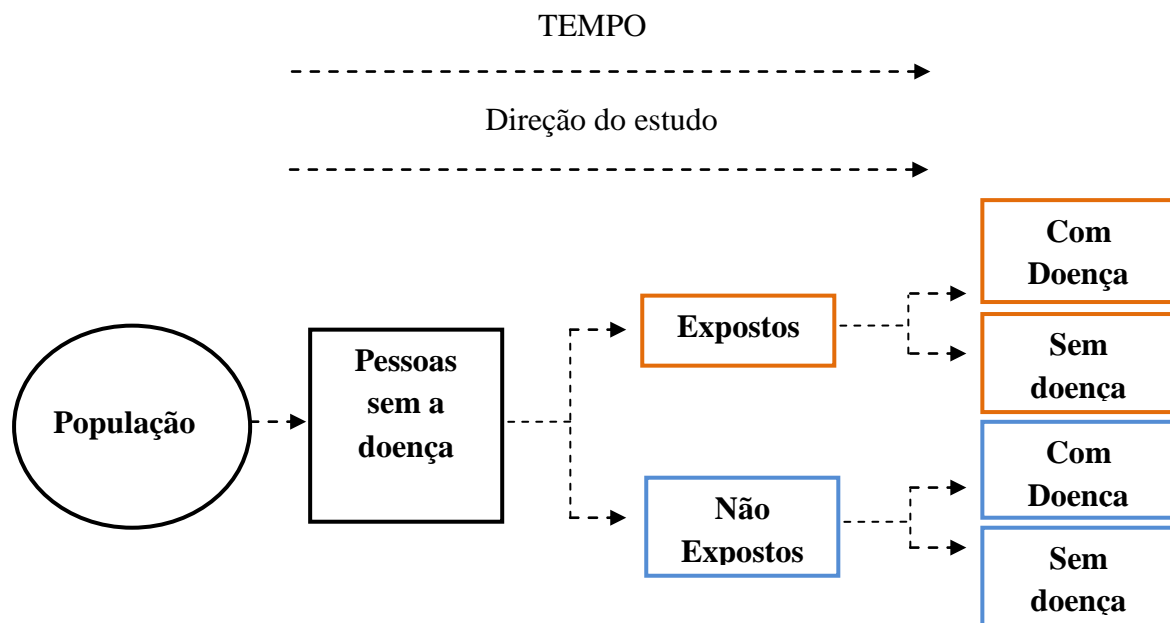 TEMPO
Direção do estudo
População
Pessoas
sem a
doença
Expostos
Não
Expostos
Com
Doença
Sem
doença
Com
Doenca
Sem
doença